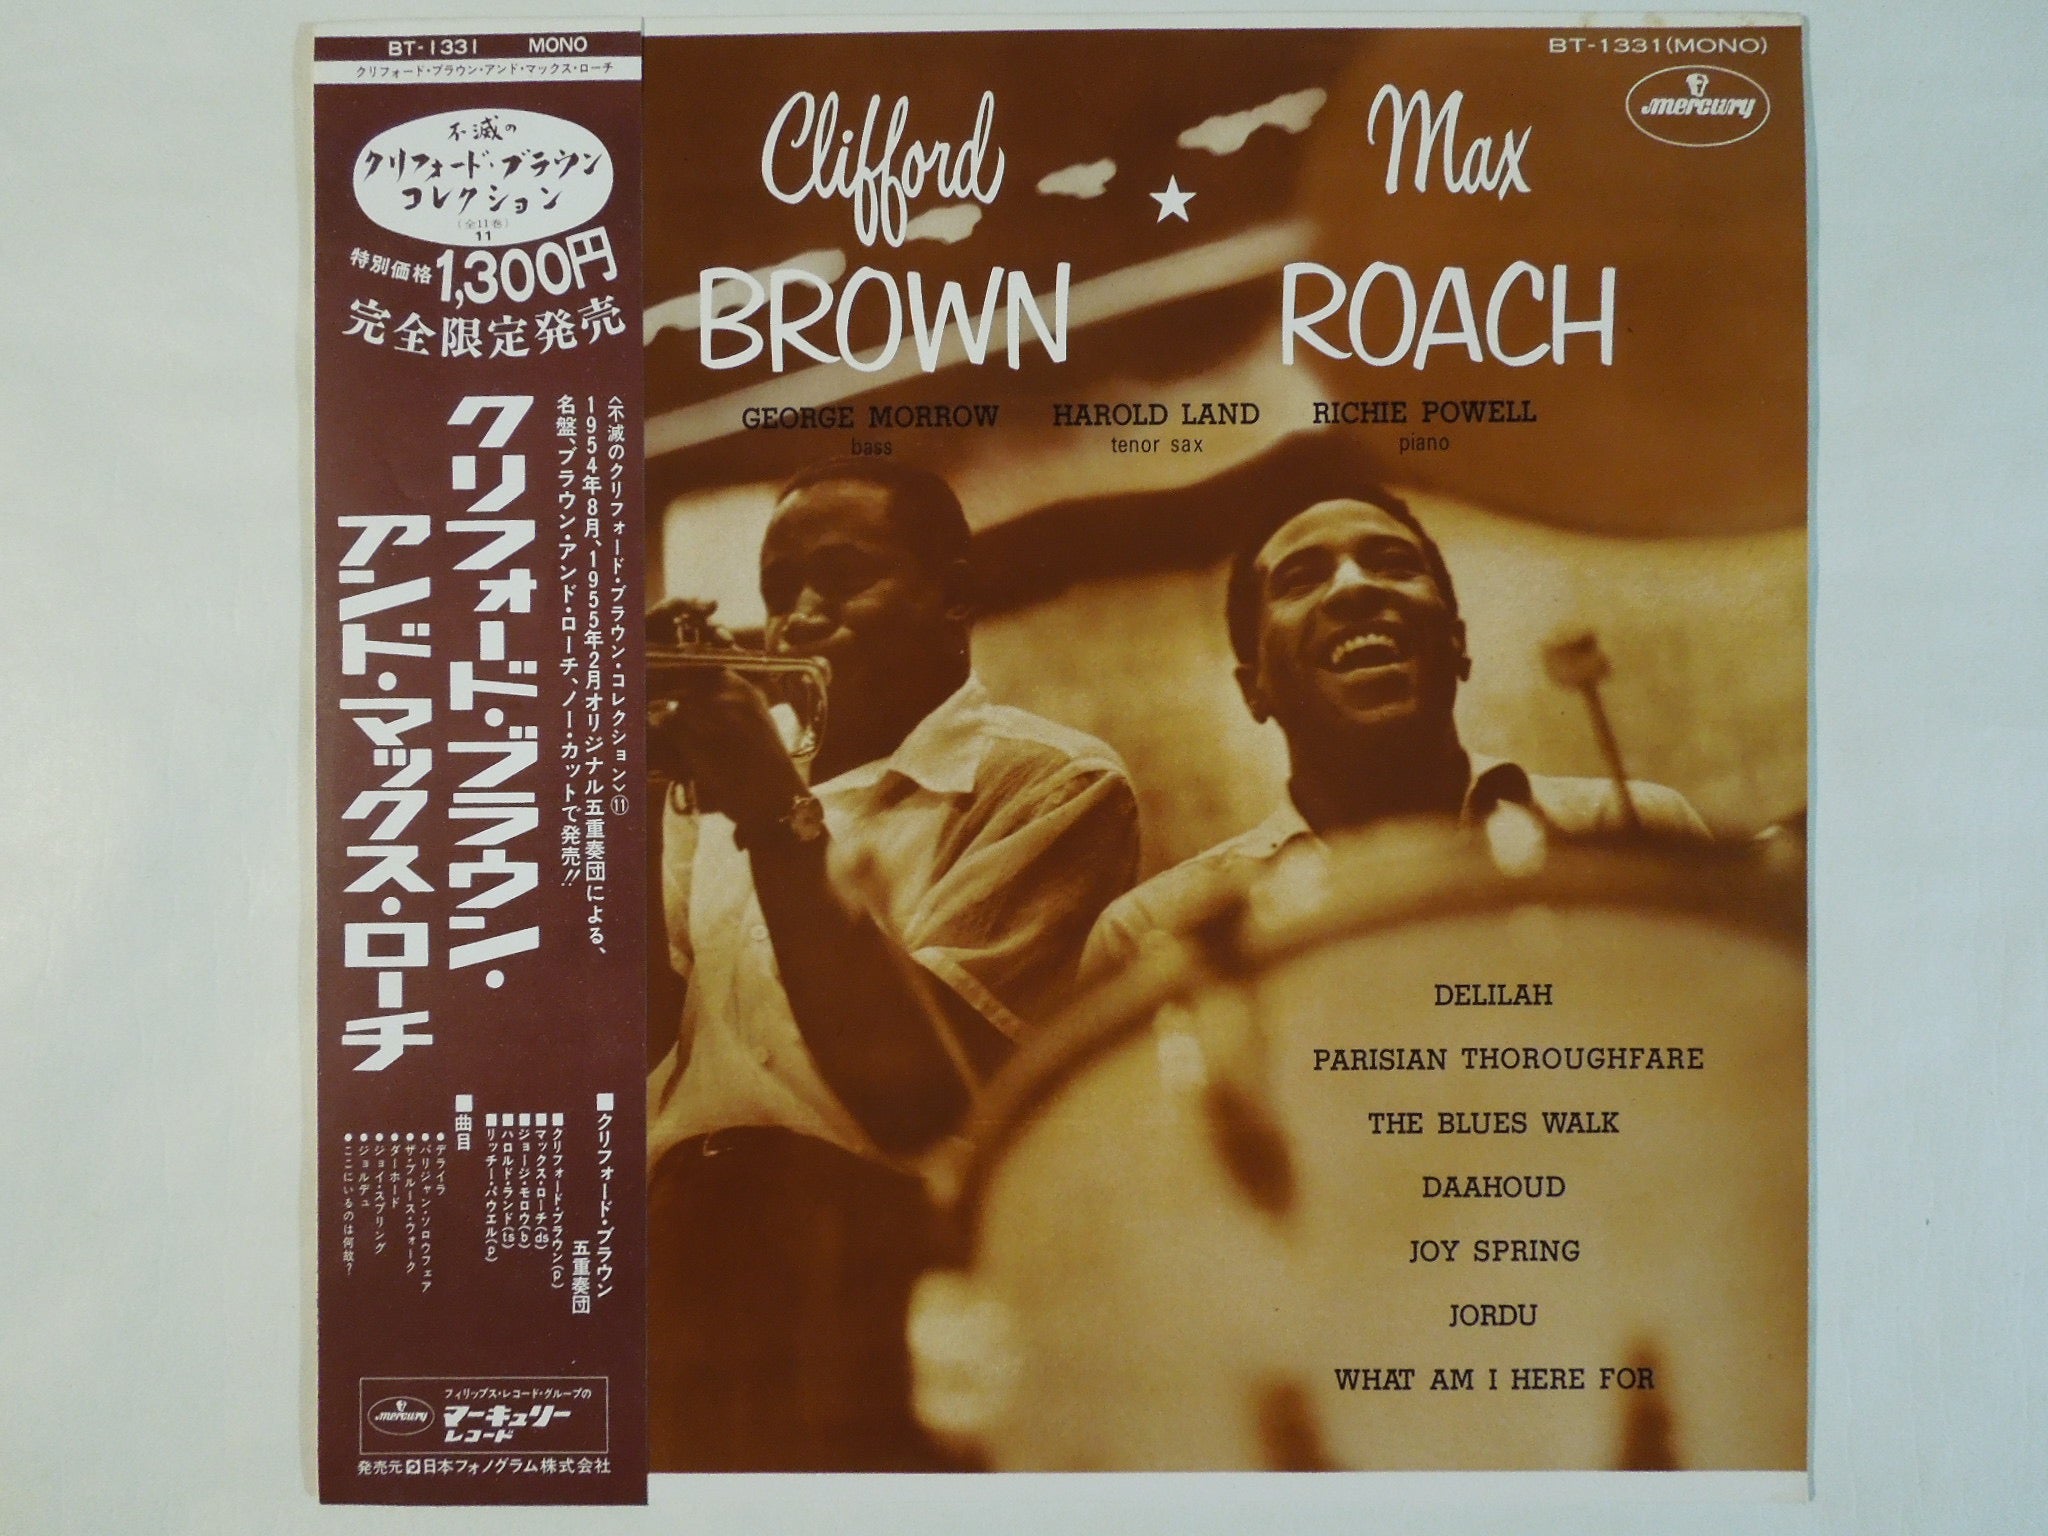 BT-1331 MONO
クリフォード・ブラウン・アンド・マックス・ローチ
不滅の
クリフォード・ブラウン
コレクション
(全11巻)
11
特別価格1,300円
完全限定発売
〈不滅のクリフォード・ブラウン・コレクション〉⑪
1954年8月、1955年2月オリジナル五重奏団による、
名盤、ブラウン・アンド・ローチ、ノー・カットで発売!!
クリフォード・ブラウン・
アンド・マックス・ローチ
■クリフォード・ブラウン
五重奏団
■クリフォード・ブラウン(p)
■マックス・ローチ(ds)
■ジョージ・モロウ(b)
■ハロルド・ランド(ts)
■リッチー・パウエル(p)
■曲目
●デライラ
●パリジャン・ソロウフェア
●ザ・ブルース・ウォーク
●ダーホード
●ジョイ・スプリング
●ジョルデュ
●ここにいるのは何故?
mercury
フィリップス・レコード・グループの
マーキュリー
レコード
発売元 日本フォノグラム株式会社
BT-1331(MONO)
mercury
Clifford ★ Max
BROWN ROACH
GEORGE MORROW HAROLD LAND RICHIE POWELL
bass tenor sax piano
DELILAH
PARISIAN THOROUGHFARE
THE BLUES WALK
DAAHOUD
JOY SPRING
JORDU
WHAT AM I HERE FOR